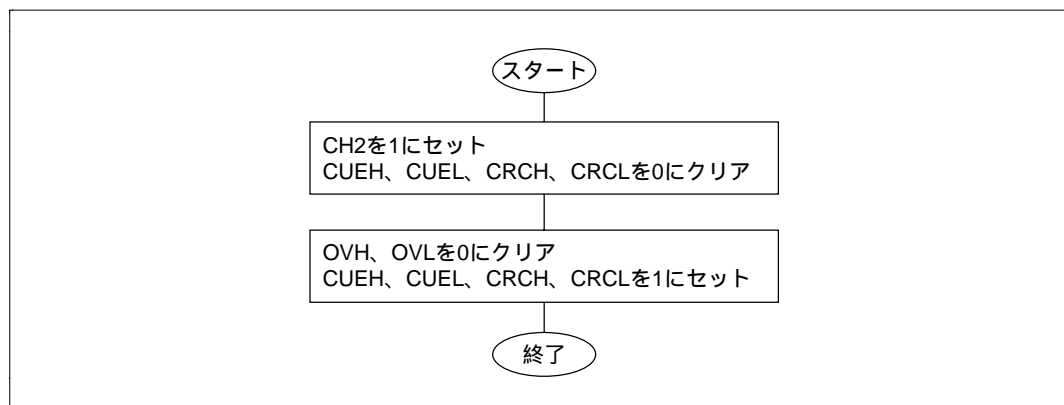 スタート
CH2を1にセット
CUEH、CUEL、CRCH、CRCLを0にクリア
OVH、OVLを0にクリア
CUEH、CUEL、CRCH、CRCLを1にセット
終了